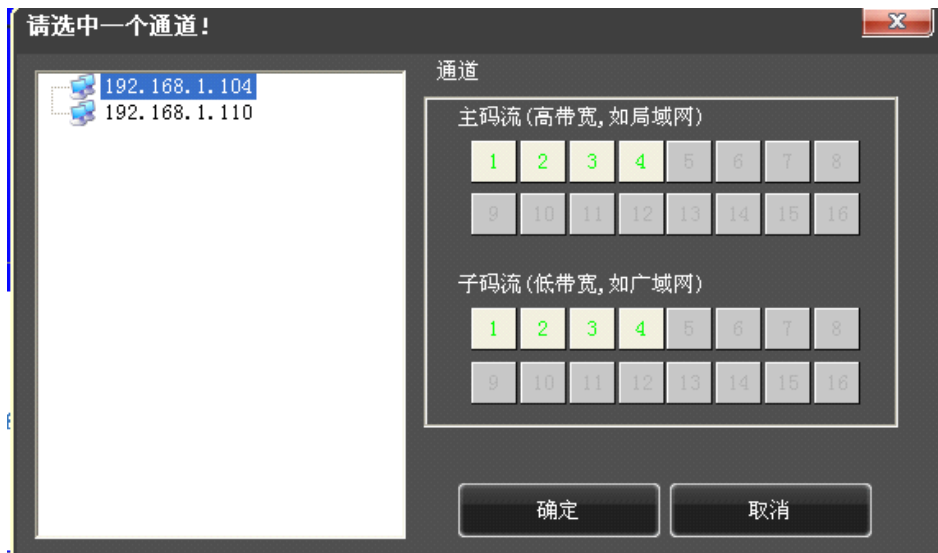 请选中一个通道!
192.168.1.104
192.168.1.110
通道
主码流(高带宽,如局域网)
1 2 3 4 5 6 7 8
9 10 11 12 13 14 15 16
子码流(低带宽,如广域网)
1 2 3 4 5 6 7 8
9 10 11 12 13 14 15 16
确定 取消